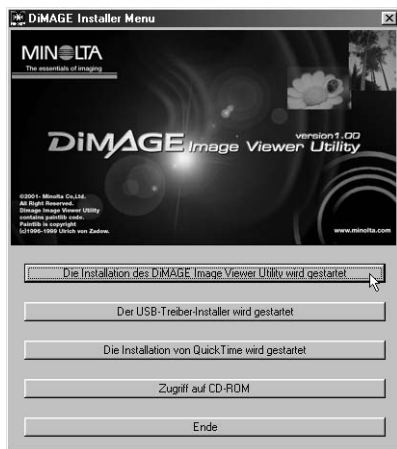 DiMAGE Installer Menu
MINOLTA
The essentials of imaging
DiMAGE Image Viewer Utility
version1.00
©2001- Minolta Co.,Ltd.
All Right Reserved.
Dimage Image Viewer Utility
contains paintlib code.
Paintlib is copyright
(c)1996-1999 Ulrich von Zadow.
www.minolta.com
Die Installation des DiMAGE Image Viewer Utility wird gestartet
Der USB-Treiber-Installer wird gestartet
Die Installation von QuickTime wird gestartet
Zugriff auf CD-ROM
Ende